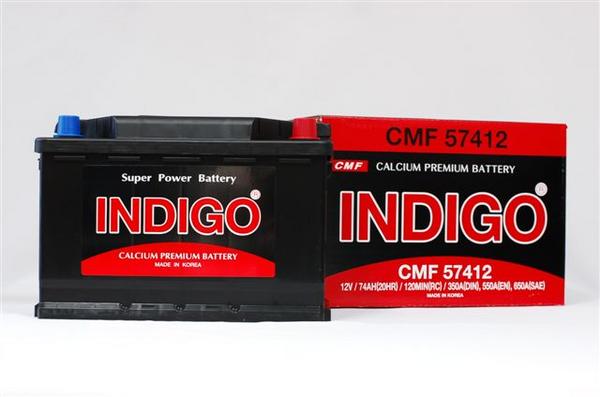 Super Power Battery
INDIGO®
CALCIUM PREMIUM BATTERY
MADE IN KOREA
CMF 57412
CMF CALCIUM PREMIUM BATTERY
INDIGO®
CMF 57412
12V / 74AH(20HR) / 120MIN(RC) / 350A(DIN), 550A(EN), 650A(SAE)
MADE IN KOREA